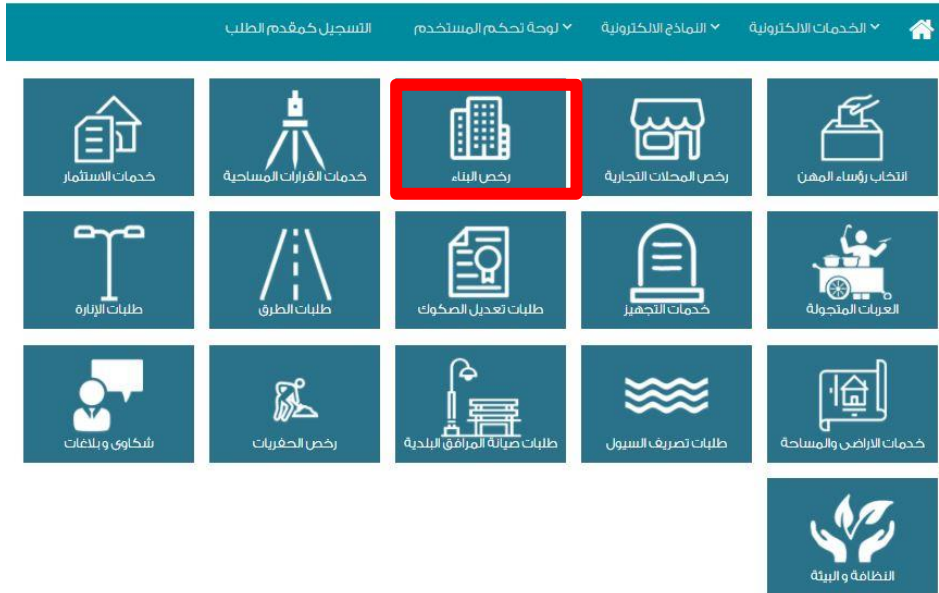 الخدمات الالكترونية
النماذج الالكترونية
لوحة تحكم المستخدم
التسجيل كمقدم الطلب
انتخاب رؤساء المهن
رخص المحلات التجارية
رخص البناء
خدمات القرارات المساحية
خدمات الاستثمار
العربات المتجولة
خدمات التجهيز
طلبات تعديل الصكوك
طلبات الطرق
طلبات الإنارة
خدمات الاراضى والمساحة
طلبات تصريف السيول
طلبات صيانة المرافق البلدية
رخص الحفريات
شكاوى وبلاغات
النظافة و البيئة